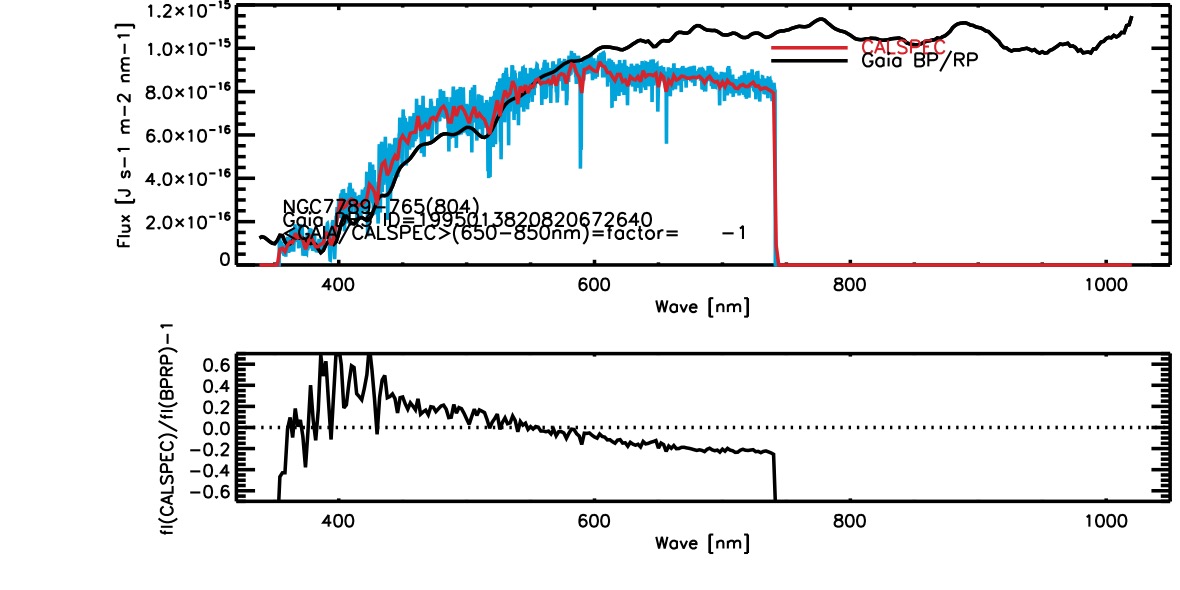 1.2×10⁻¹⁵
1.0×10⁻¹⁵
8.0×10⁻¹⁶
6.0×10⁻¹⁶
4.0×10⁻¹⁶
2.0×10⁻¹⁶
0
Flux [J s−1 m−2 nm−1]
CALSPEC
Gaia BP/RP
NGC7789−765(804)
Gaia ID=1995013820820672640
<GAIA/CALSPEC>(650−850nm)=factor= −1
400 600 800 1000
Wave [nm]
fl(CALSPEC)/fl(BPRP)−1
0.6
0.4
0.2
0.0
−0.2
−0.4
−0.6
400 600 800 1000
Wave [nm]